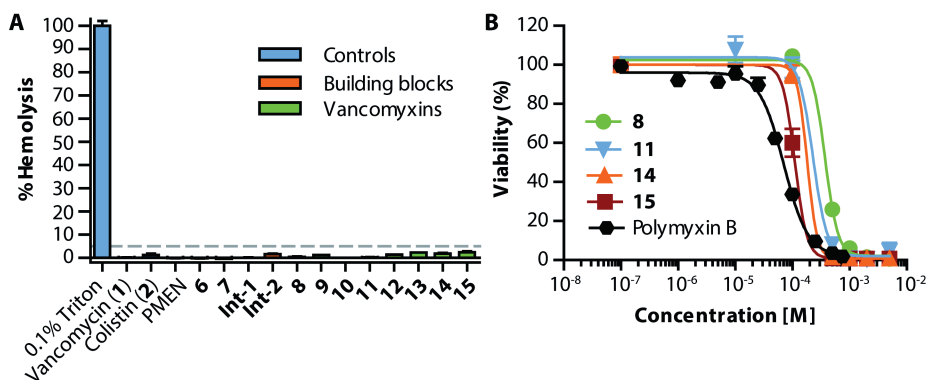 A
% Hemolysis
100
90
80
70
60
50
40
30
20
10
0
Controls
Building blocks
Vancomyxins
0.1% Triton
Vancomycin (1)
Colistin (2)
PMEN
6
7
Int-1
Int-2
8
9
10
11
12
13
14
15
B
Viability (%)
120
100
80
60
40
20
0
8
11
14
15
Polymyxin B
10⁻⁸
10⁻⁷
10⁻⁶
10⁻⁵
10⁻⁴
10⁻³
10⁻²
Concentration [M]